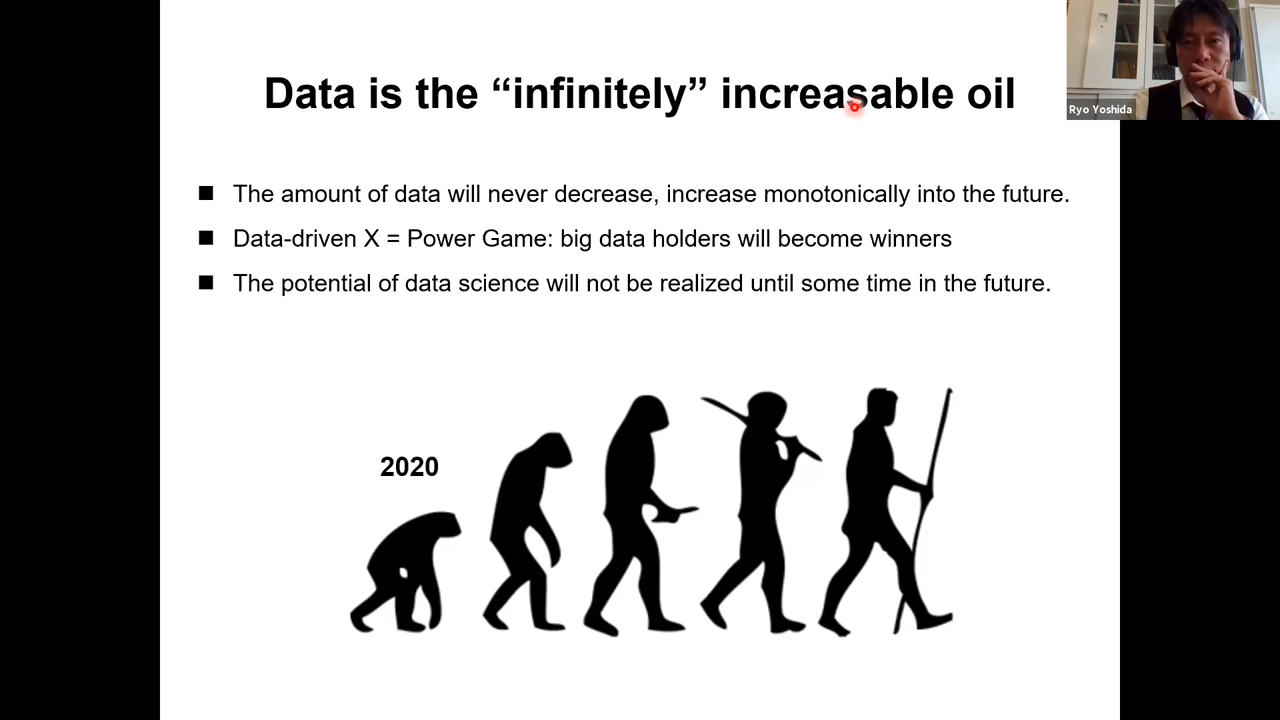 Data is the “infinitely” increasable oil
Ryo Yoshida
The amount of data will never decrease, increase monotonically into the future.
Data-driven X = Power Game: big data holders will become winners
The potential of data science will not be realized until some time in the future.
2020